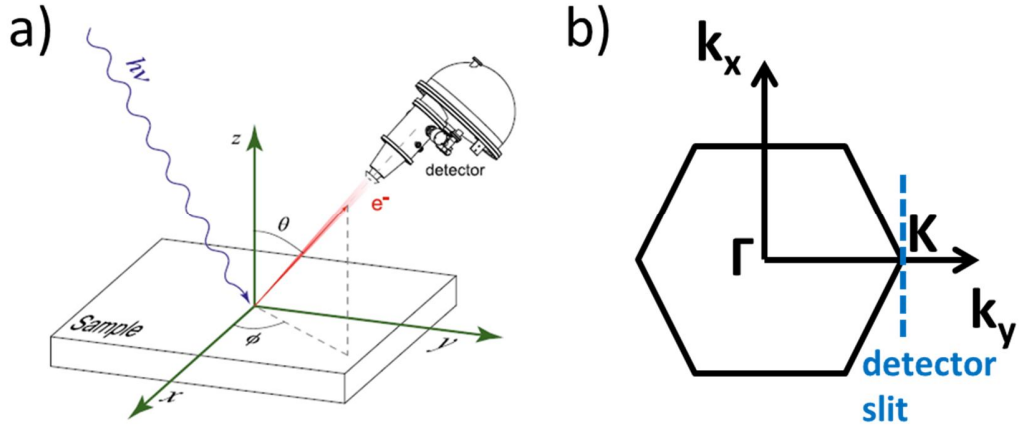 a)
hν
z
detector
e-
θ
Sample
ϕ
y
x
b)
kx
Γ
K
ky
detector
slit